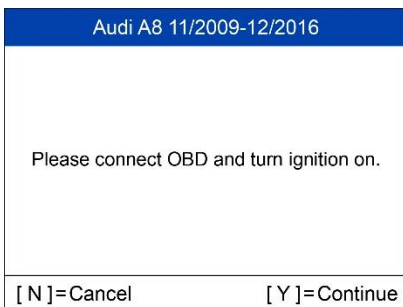 Audi A8 11/2009-12/2016
Please connect OBD and turn ignition on.
[ N ]=Cancel [ Y ]=Continue